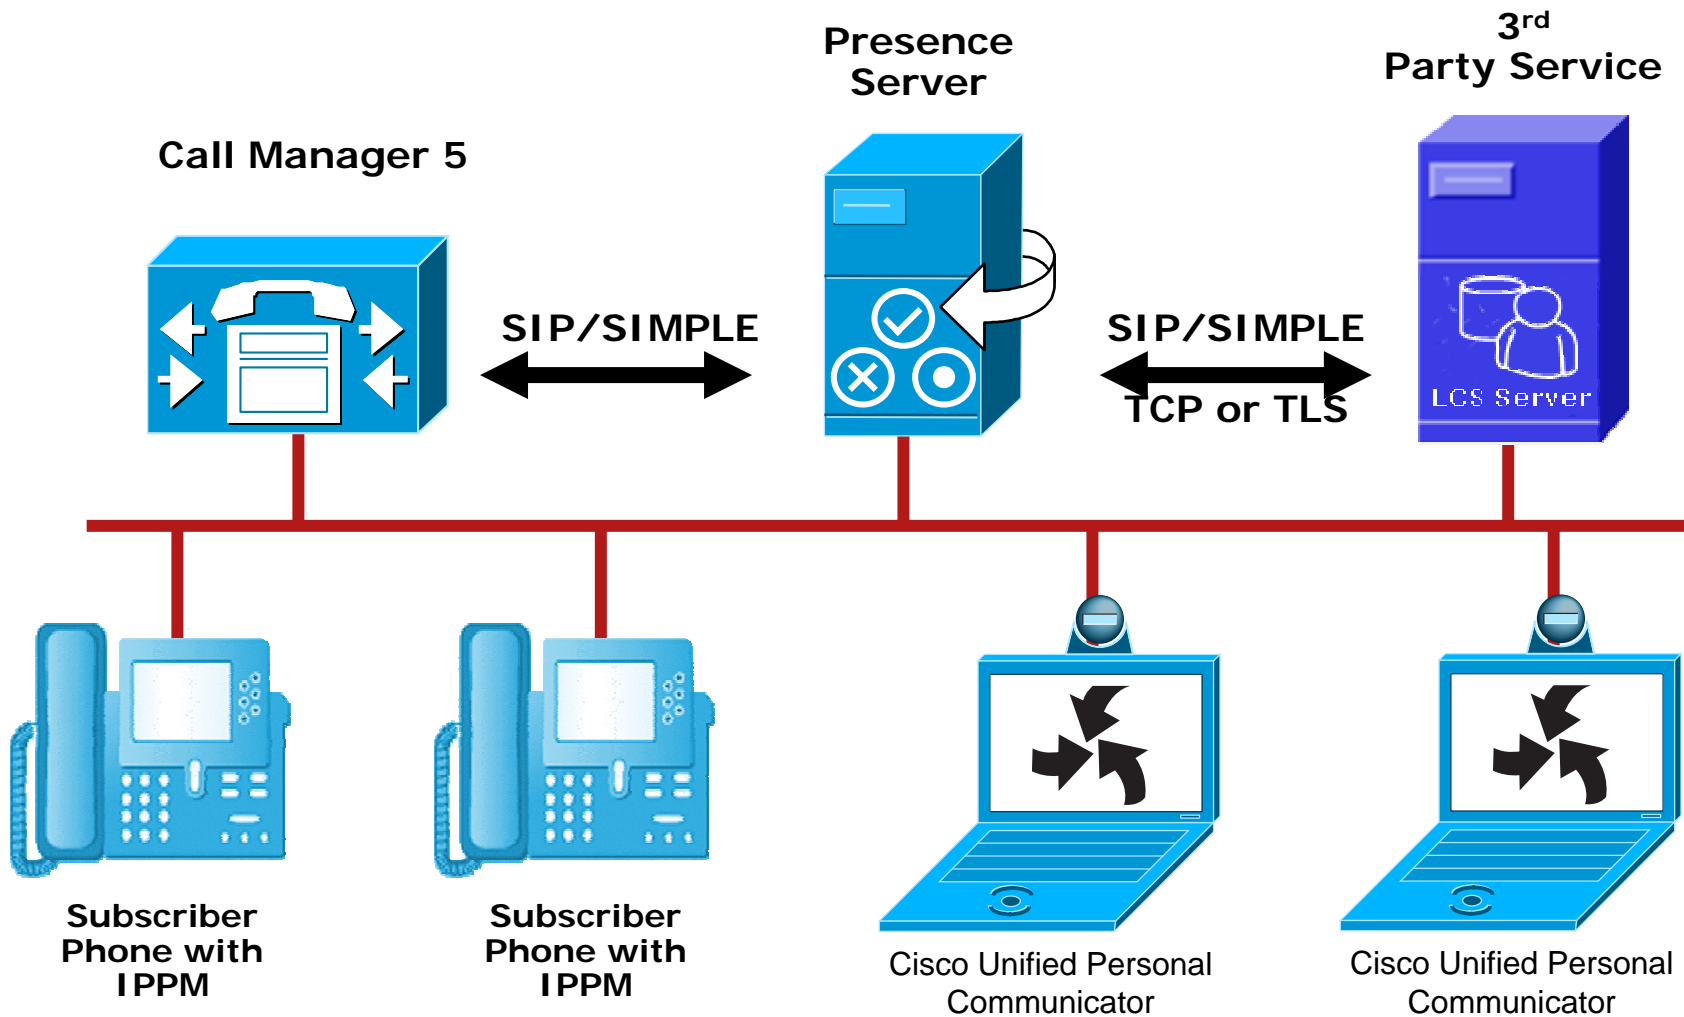 Presence
Server
3rd
Party Service
Call Manager 5
SIP/SIMPLE
SIP/SIMPLE
TCP or TLS
LCS Server
Subscriber
Phone with
IPPM
Subscriber
Phone with
IPPM
Cisco Unified Personal
Communicator
Cisco Unified Personal
Communicator